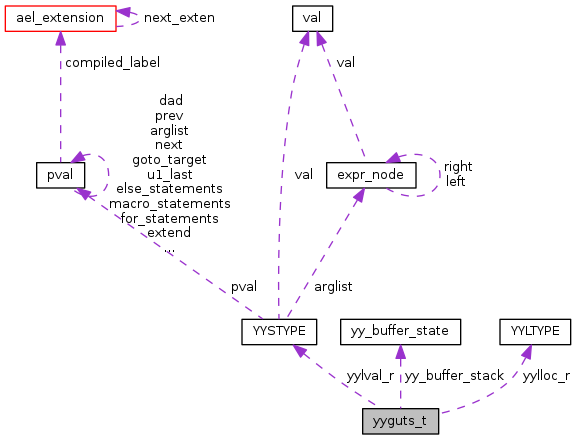 ael_extension
next_exten
val
compiled_label
val
dad
prev
arglist
next
goto_target
u1_last
else_statements
macro_statements
for_statements
extend
...
pval
val
expr_node
right
left
pval
arglist
YYSTYPE
yy_buffer_state
YYLTYPE
yylval_r
yy_buffer_stack
yylloc_r
yyguts_t